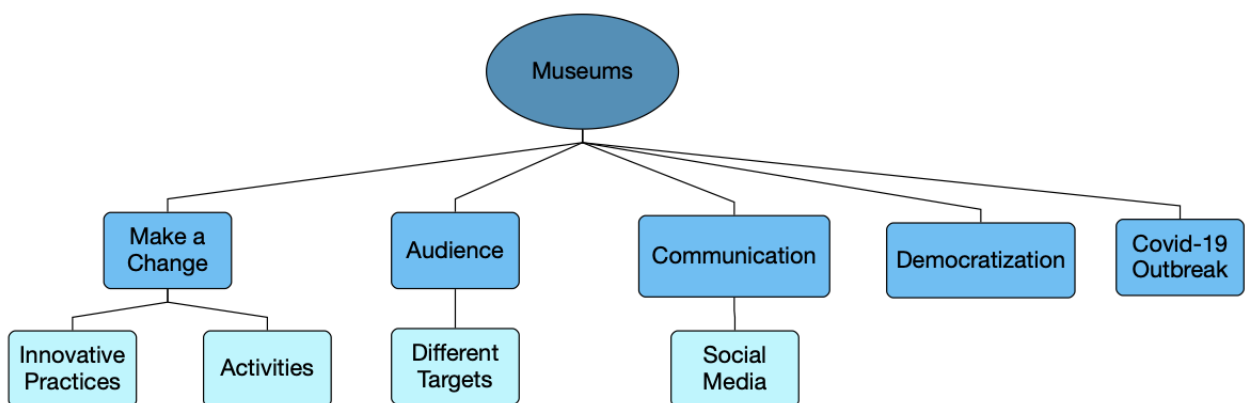 Museums
Make a
Change
Audience
Communication
Democratization
Covid-19
Outbreak
Innovative
Practices
Activities
Different
Targets
Social
Media